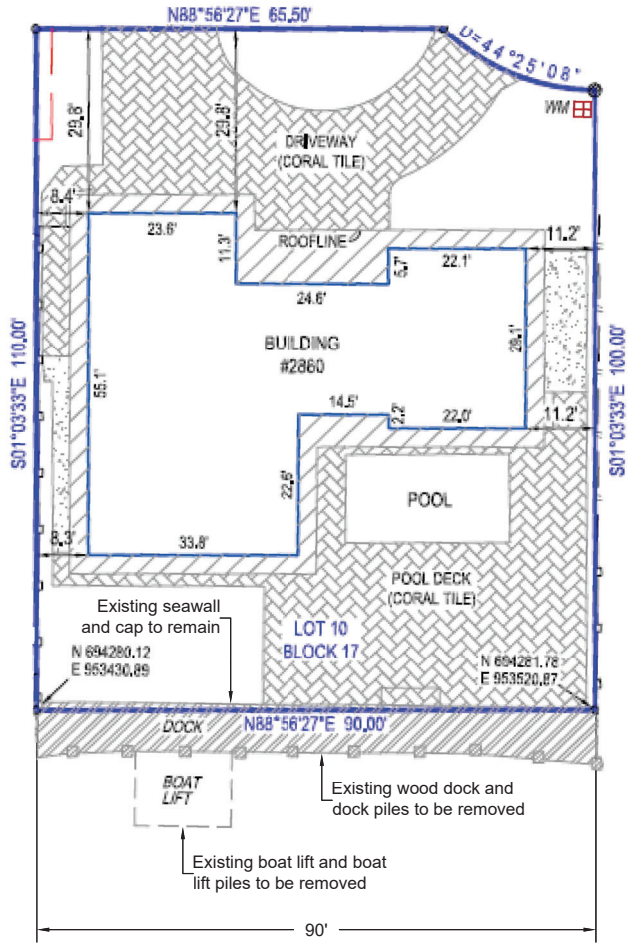 N88°56'27"E 65.50'
D=44°25'08"
WM
29.8'
29.8'
DRIVEWAY
(CORAL TILE)
8.4'
23.6'
11.3'
ROOFLINE
5.7'
22.1'
11.2'
24.6'
S01°03'33"E 110.00'
55.1'
BUILDING
#2860
28.1'
S01°03'33"E 100.00'
14.5'
2.2'
22.0'
11.2'
22.6'
POOL
8.3'
33.8'
POOL DECK
(CORAL TILE)
Existing seawall
and cap to remain
LOT 10
BLOCK 17
N 694280.12
E 953430.89
N 694281.78
E 953520.87
DOCK
N88°56'27"E 90.00'
BOAT
LIFT
Existing wood dock and
dock piles to be removed
Existing boat lift and boat
lift piles to be removed
90'